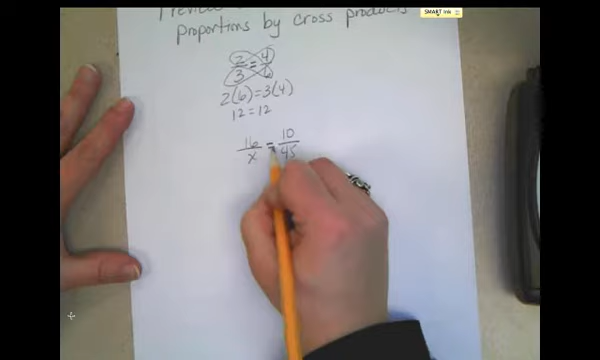 SMART Ink
Preview
proportions by cross products
2/3 = 4/6
2(6)=3(4)
12=12
16/x = 10/45